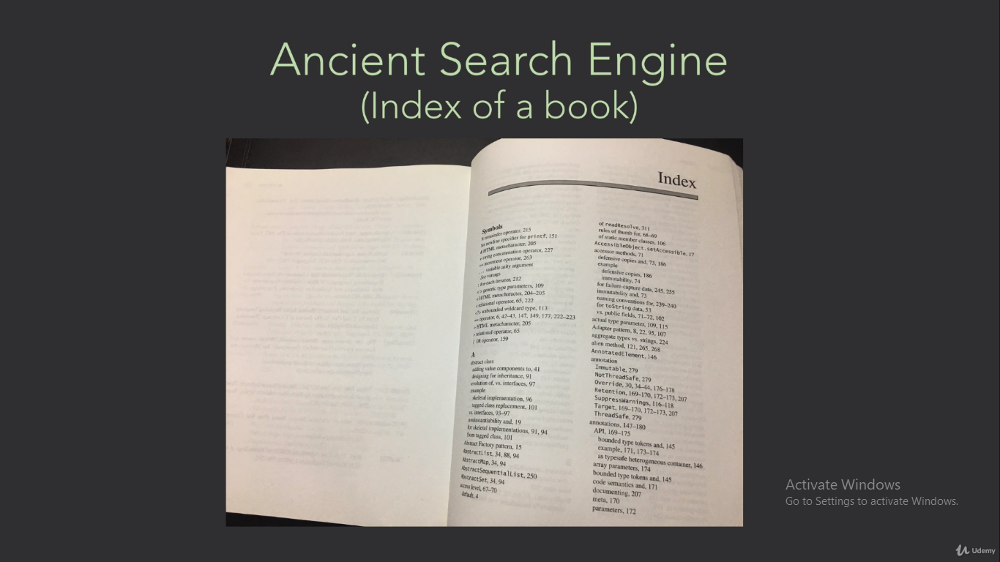 Ancient Search Engine
(Index of a book)
Index
Symbols
% remainder operator, 215
%n newline specifier for printf, 151
& HTML metacharacter, 205
+ string concatenation operator, 227
++ increment operator, 263
... variable arity argument
See varargs
: for-each iterator, 212
<> generic type parameters, 109
< HTML metacharacter, 204–205
< relational operator, 65, 222
<?> unbounded wildcard type, 113
== operator, 6, 42–43, 147, 149, 177, 222–223
> HTML metacharacter, 205
> relational operator, 65
| OR operator, 159
A
abstract class
adding value components to, 41
designing for inheritance, 91
evolution of, vs. interfaces, 97
example
skeletal implementation, 96
tagged class replacement, 101
vs. interfaces, 93–97
noninstantiability and, 19
for skeletal implementations, 91, 94
from tagged class, 101
Abstract Factory pattern, 15
AbstractList, 34, 88, 94
AbstractMap, 34, 94
AbstractSequentialList, 250
AbstractSet, 34, 94
access level, 67–70
default, 4
of readResolve, 311
rules of thumb for, 68–69
of static member classes, 106
AccessibleObject.setAccessible, 17
accessor methods, 71
defensive copies and, 73, 186
example
defensive copies, 186
immutability, 74
for failure-capture data, 245, 255
immutability and, 73
naming conventions for, 239–240
for toString data, 53
vs. public fields, 71–72, 102
actual type parameter, 109, 115
Adapter pattern, 8, 22, 95, 107
aggregate types vs. strings, 224
alien method, 121, 265, 268
AnnotatedElement, 146
annotation
Immutable, 279
NotThreadSafe, 279
Override, 30, 34–44, 176–178
Retention, 169–170, 172–173, 207
SuppressWarnings, 116–118
Target, 169–170, 172–173, 207
ThreadSafe, 279
annotations, 147–180
API, 169–175
bounded type tokens and, 145
example, 171, 173–174
as typesafe heterogeneous container, 146
array parameters, 174
bounded type tokens and, 145
code semantics and, 171
documenting, 207
meta, 170
parameters, 172
Activate Windows
Go to Settings to activate Windows.
Udemy